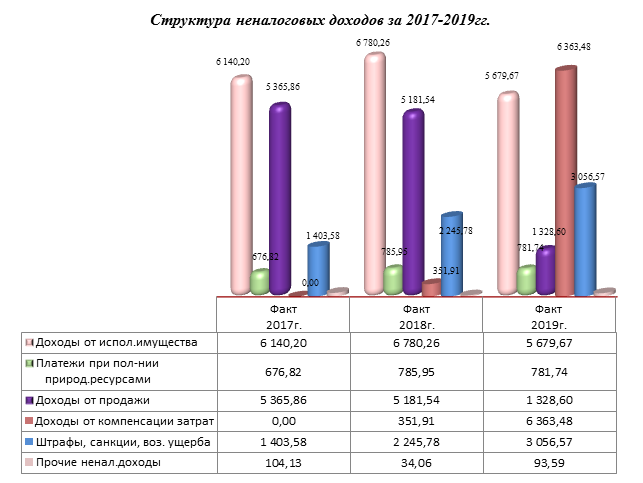 Структура неналоговых доходов за 2017-2019гг.
6 140,20
676,82
5 365,86
0,00
1 403,58
6 780,26
785,95
5 181,54
351,91
2 245,78
5 679,67
781,74
1 328,60
6 363,48
3 056,57
Факт 2017г.
Факт 2018г.
Факт 2019г.
Доходы от испол.имущества 6 140,20 6 780,26 5 679,67
Платежи при пол-нии
природ.ресурсами 676,82 785,95 781,74
Доходы от продажи 5 365,86 5 181,54 1 328,60
Доходы от компенсации затрат 0,00 351,91 6 363,48
Штрафы, санкции, воз. ущерба 1 403,58 2 245,78 3 056,57
Прочие ненал.доходы 104,13 34,06 93,59